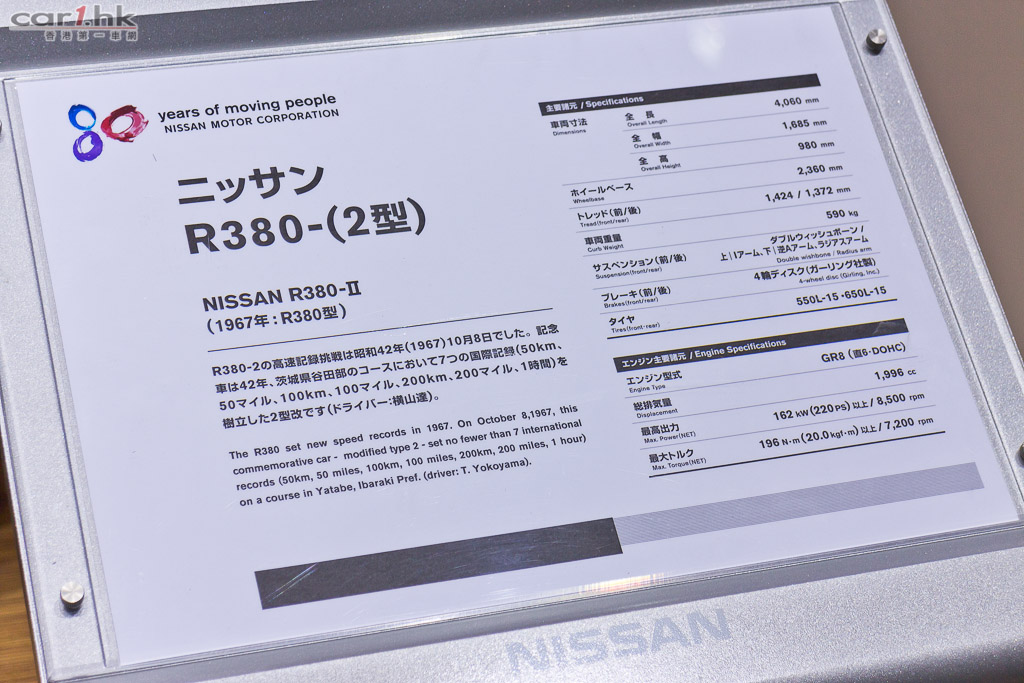 car1.hk
香港第一車網
80 years of moving people
NISSAN MOTOR CORPORATION
ニッサン
R380-(2型)
NISSAN R380-Ⅱ
(1967年:R380型)
R380-2の高速記録挑戦は昭和42年(1967)10月8日でした。記念
車は42年、茨城県谷田部のコースにおいて7つの国際記録(50km、
50マイル、100km、100マイル、200km、200マイル、1時間)を
樹立した2型改です(ドライバー:横山達)。
The R380 set new speed records in 1967. On October 8,1967, this
commemorative car - modified type 2 - set no fewer than 7 international
records (50km, 50 miles, 100km, 100 miles, 200km, 200 miles, 1 hour)
on a course in Yatabe, Ibaraki Pref. (driver: T. Yokoyama).
主要諸元 / Specifications
車両寸法 全 長 4,060 mm
Dimensions Overall Length
全 幅 1,685 mm
Overall Width
全 高 980 mm
Overall Height
ホイールベース 2,360 mm
Wheelbase
トレッド(前/後) 1,424 / 1,372 mm
Tread(front/rear)
車両重量 590 kg
Curb Weight
サスペンション(前/後) ダブルウィッシュボーン /
Suspension(front/rear) 上|Iアーム、下|逆Aアーム、ラジアスアーム
Double wishbone / Radius arm
ブレーキ(前/後) 4輪ディスク(ガーリング社製)
Brakes(front/rear) 4-wheel disc (Girling, Inc.)
タイヤ 550L-15・650L-15
Tires(front・rear)
エンジン主要諸元 / Engine Specifications
エンジン型式 GR8 (直6・DOHC)
Engine Type
総排気量 1,996 cc
Displacement
最高出力 162 kW(220 PS)以上 / 8,500 rpm
Max. Power(NET)
最大トルク 196 N・m(20.0 kgf・m)以上 / 7,200 rpm
Max. Torque(NET)
NISSAN